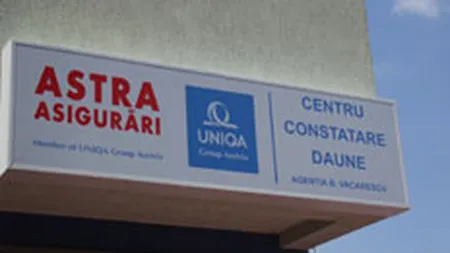 ASTRA
ASIGURĂRI
Member of UNIQA Group Austria
UNIQA
Group Austria
CENTRU
CONSTATARE
DAUNE
AGENTIA B. VACARESCU